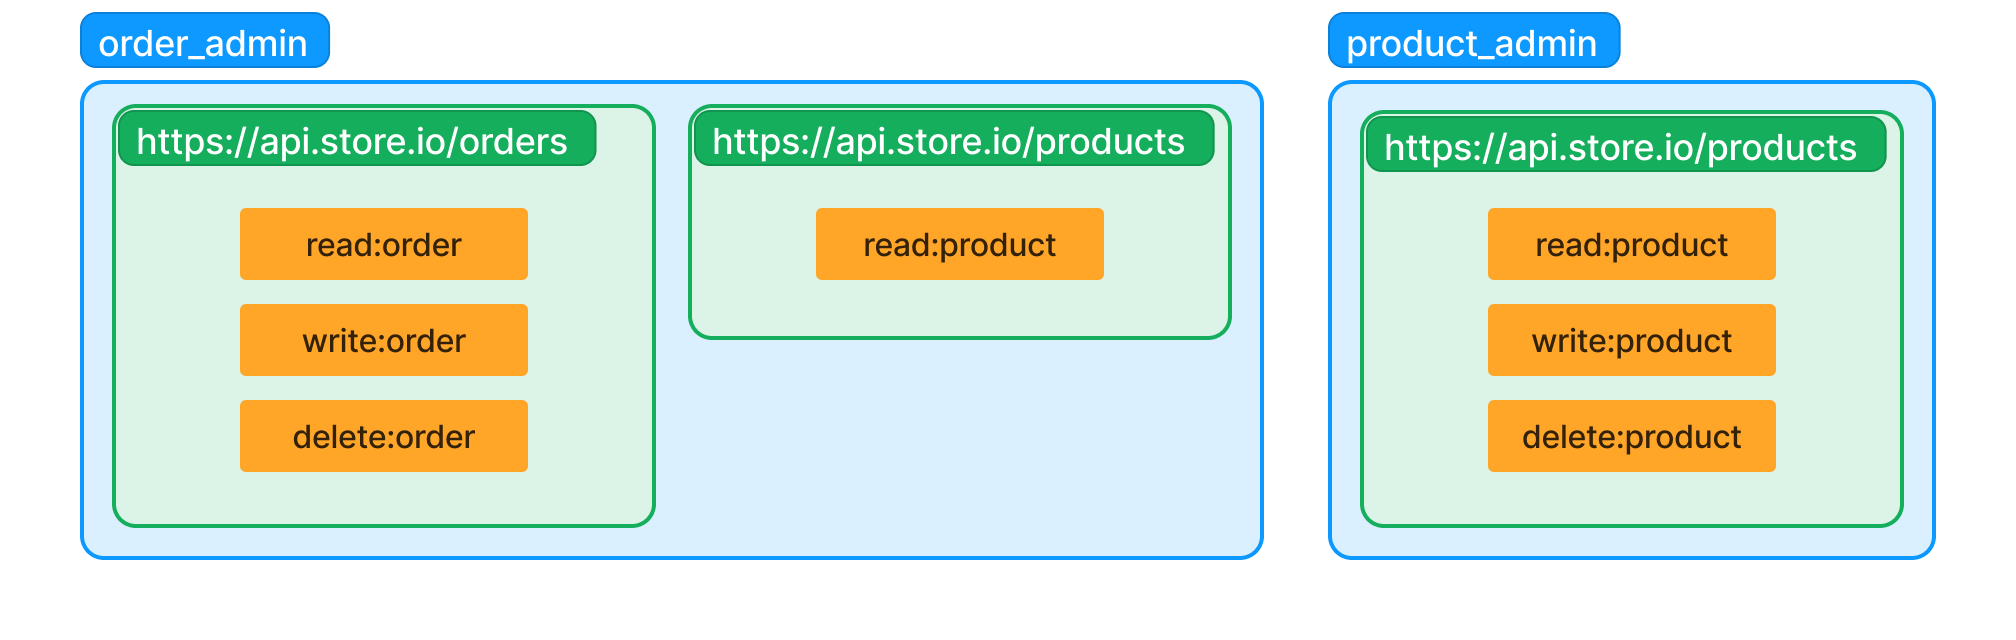 order_admin
https://api.store.io/orders
read:order
write:order
delete:order
https://api.store.io/products
read:product
product_admin
https://api.store.io/products
read:product
write:product
delete:product